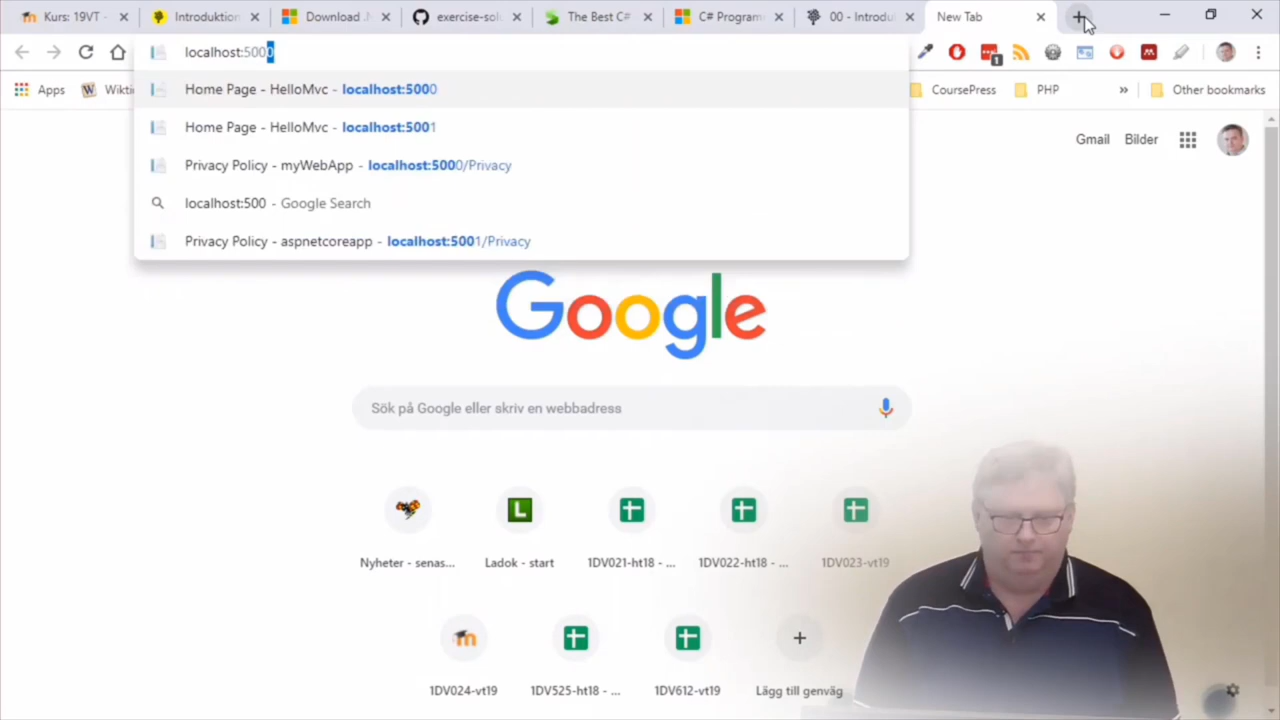 Kurs: 19VT -
Introduktion
Download .N
exercise-solu
The Best C#
C# Program
00 - Introdu
New Tab
localhost:5000
Apps
Wikti
CoursePress
PHP
»
Other bookmarks
1
Home Page - HelloMvc - localhost:5000
Home Page - HelloMvc - localhost:5001
Privacy Policy - myWebApp - localhost:5000/Privacy
localhost:500 - Google Search
Privacy Policy - aspnetcoreapp - localhost:5001/Privacy
Gmail
Bilder
Google
Sök på Google eller skriv en webbadress
L
Nyheter - senas...
Ladok - start
1DV021-ht18 - ...
1DV022-ht18 - ...
1DV023-vt19
1DV024-vt19
1DV525-ht18 - ...
1DV612-vt19
Lägg till genväg